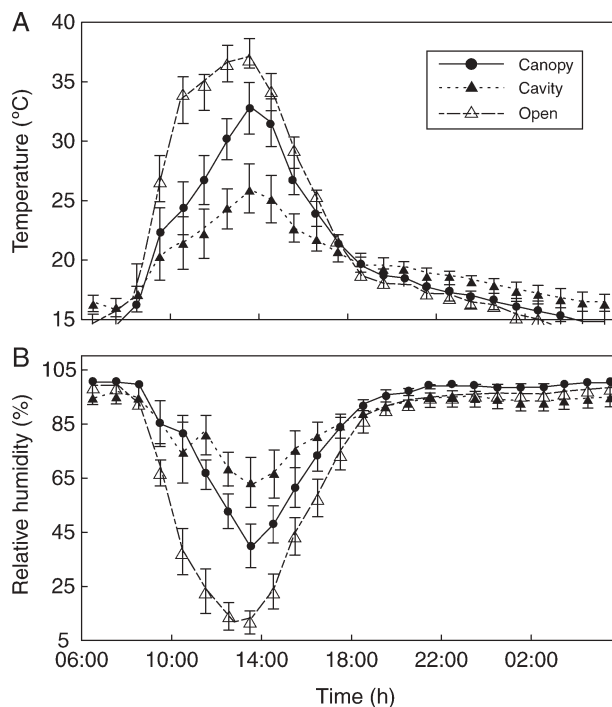 A
Temperature (°C)
40
35
30
25
20
15
Canopy
Cavity
Open
B
Relative humidity (%)
105
85
65
45
25
5
06:00 10:00 14:00 18:00 22:00 02:00
Time (h)